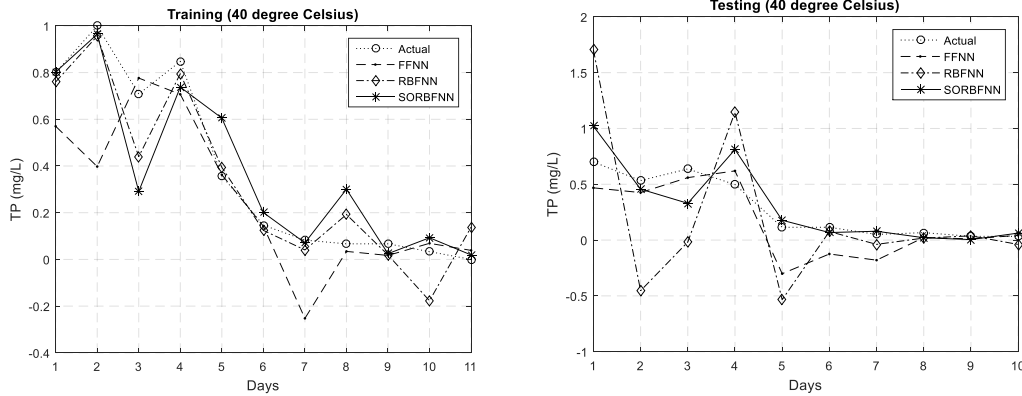 Training (40 degree Celsius)
1
0.8
0.6
0.4
0.2
0
-0.2
-0.4
TP (mg/L)
1 2 3 4 5 6 7 8 9 10 11
Days
Actual
FFNN
RBFNN
SORBFNN
Testing (40 degree Celsius)
2
1.5
1
0.5
0
-0.5
-1
TP (mg/L)
1 2 3 4 5 6 7 8 9 10
Days
Actual
FFNN
RBFNN
SORBFNN